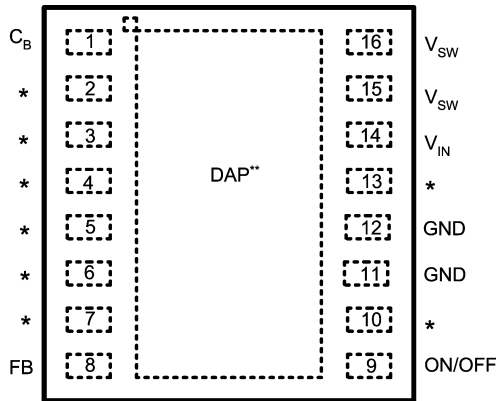 C_B 1 16 V_SW
* 2 15 V_SW
* 3 14 V_IN
* 4 13 *
DAP**
* 5 12 GND
* 6 11 GND
* 7 10 *
FB 8 9 ON/OFF